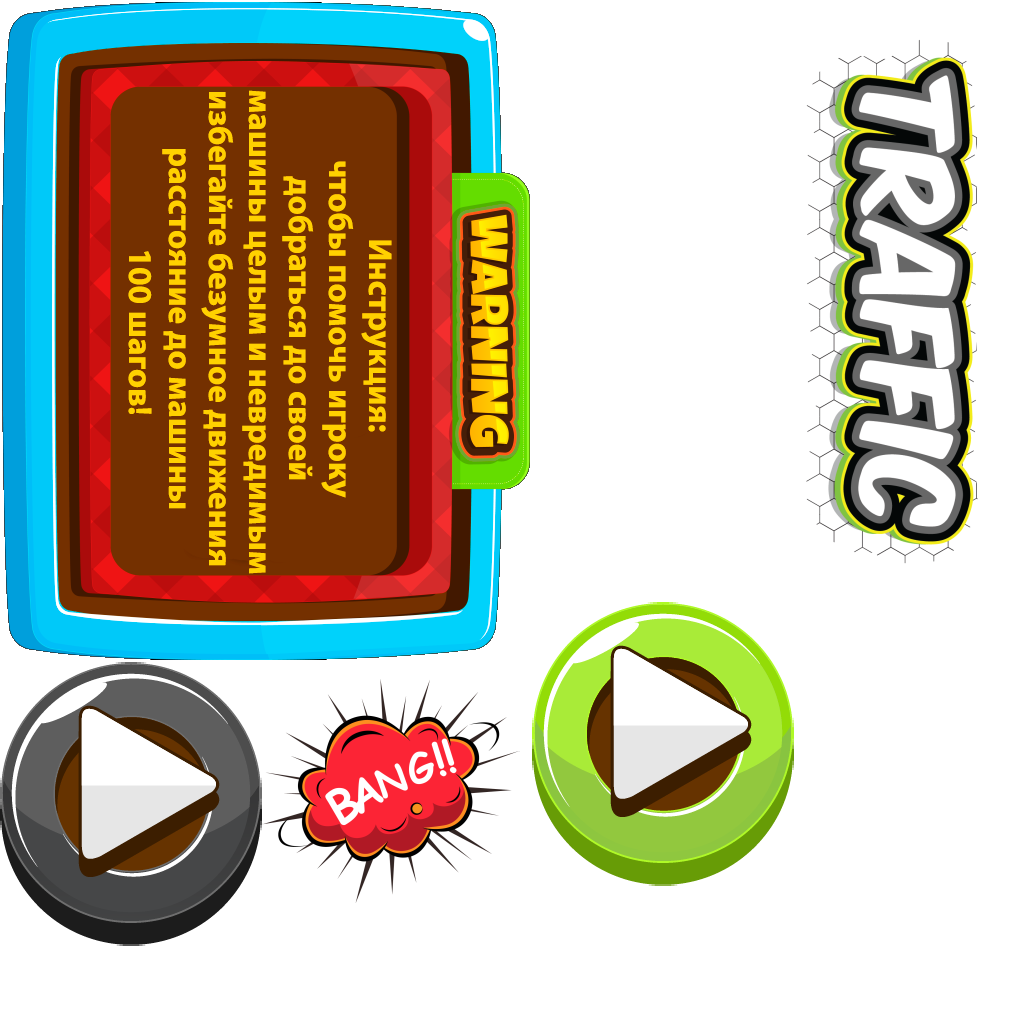 WARNING
Инструкция:
чтобы помочь игроку
добраться до своей
машины целым и невредимым
избегайте безумное движения
расстояние до машины
100 шагов!
TRAFFIC
BANG!!